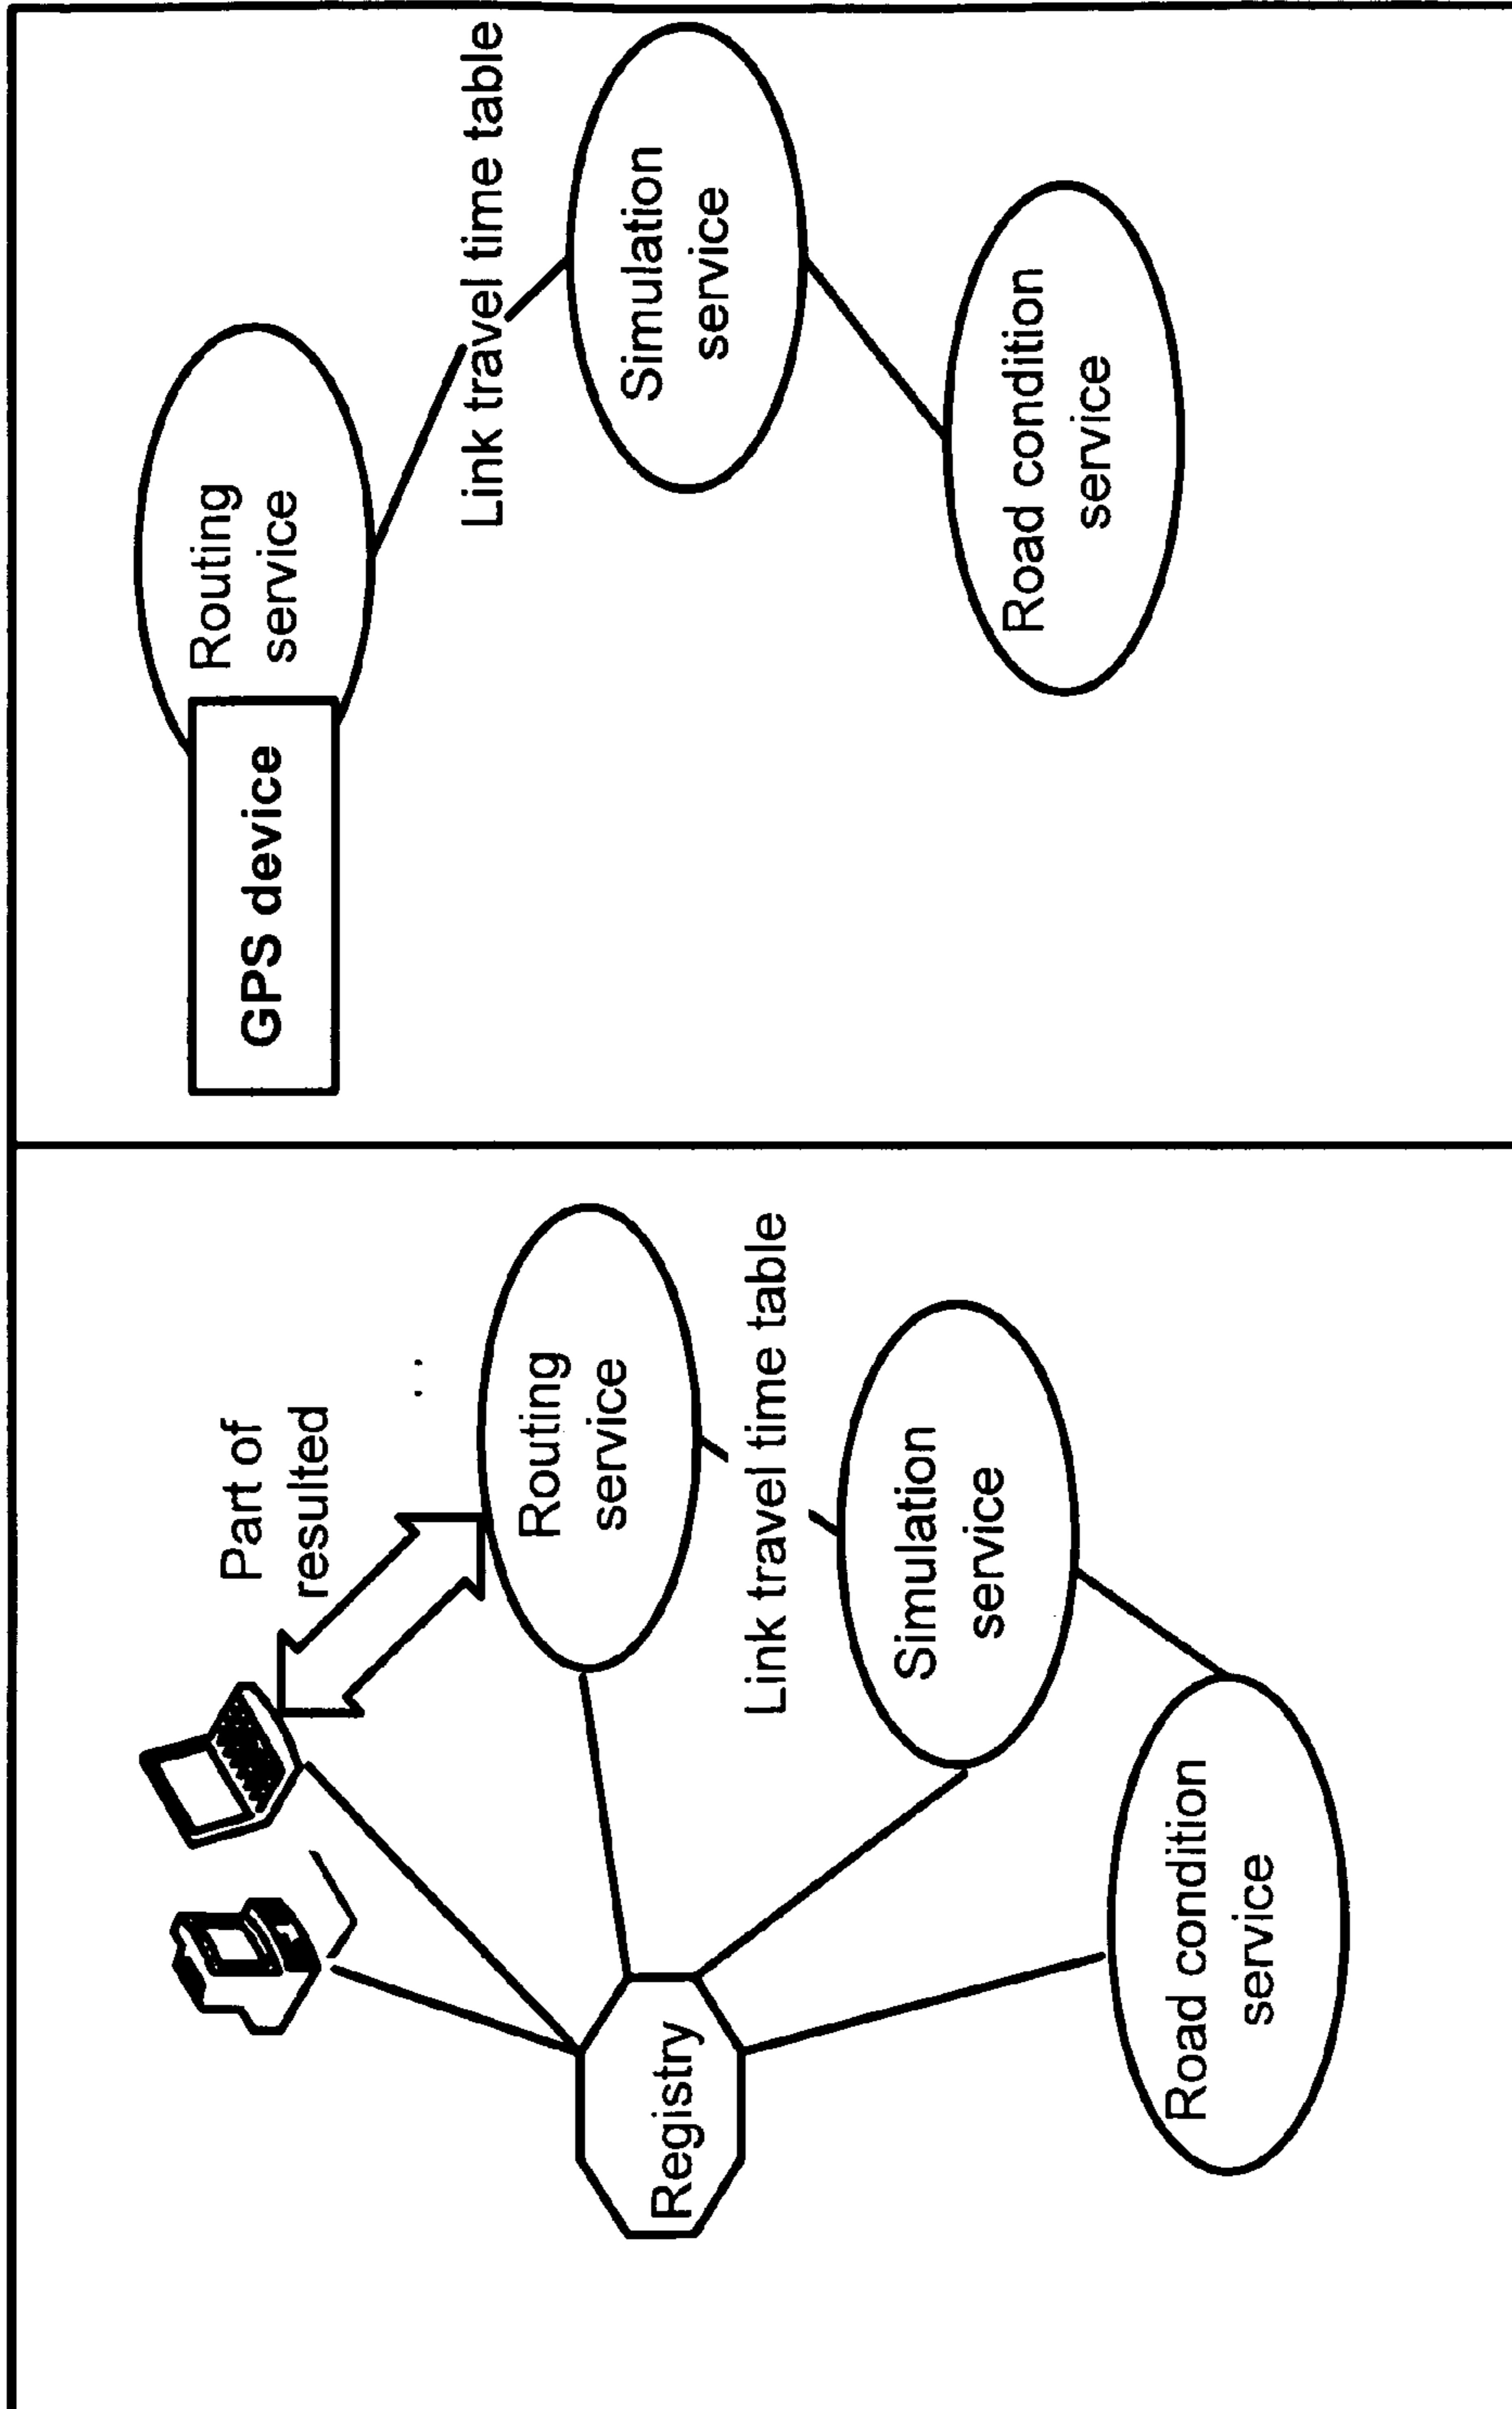 Part of
resulted
Routing
service
Link travel time table
Simulation
service
Registry
Road condition
service
GPS device
Routing
service
Link travel time table
Simulation
service
Road condition
service